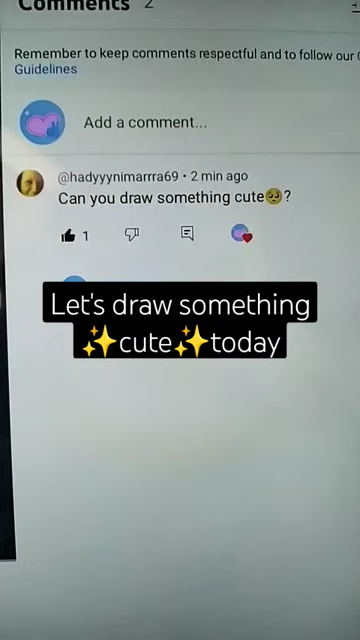 Comments 2
Remember to keep comments respectful and to follow our
Guidelines
Add a comment...
@hadyyynimarrra69 • 2 min ago
Can you draw something cute🥺?
1
Let's draw something
✨cute✨today